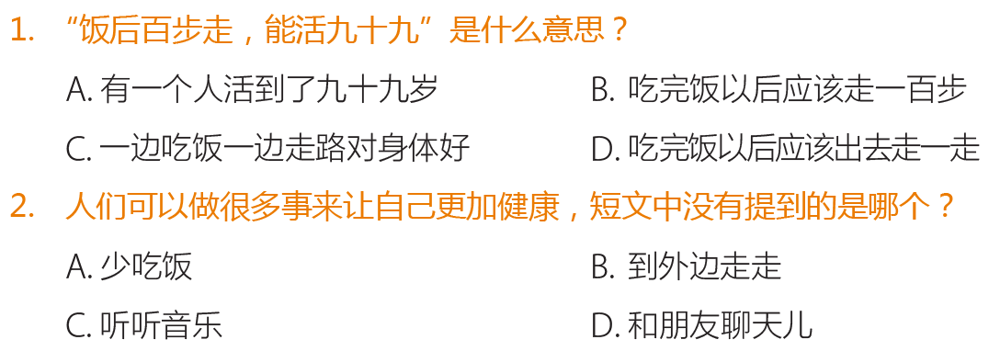 1. “饭后百步走，能活九十九”是什么意思？
A. 有一个人活到了九十九岁 B. 吃完饭以后应该走一百步
C. 一边吃饭一边走路对身体好 D. 吃完饭以后应该出去走一走
2. 人们可以做很多事来让自己更加健康，短文中没有提到的是哪个？
A. 少吃饭 B. 到外边走走
C. 听听音乐 D. 和朋友聊天儿